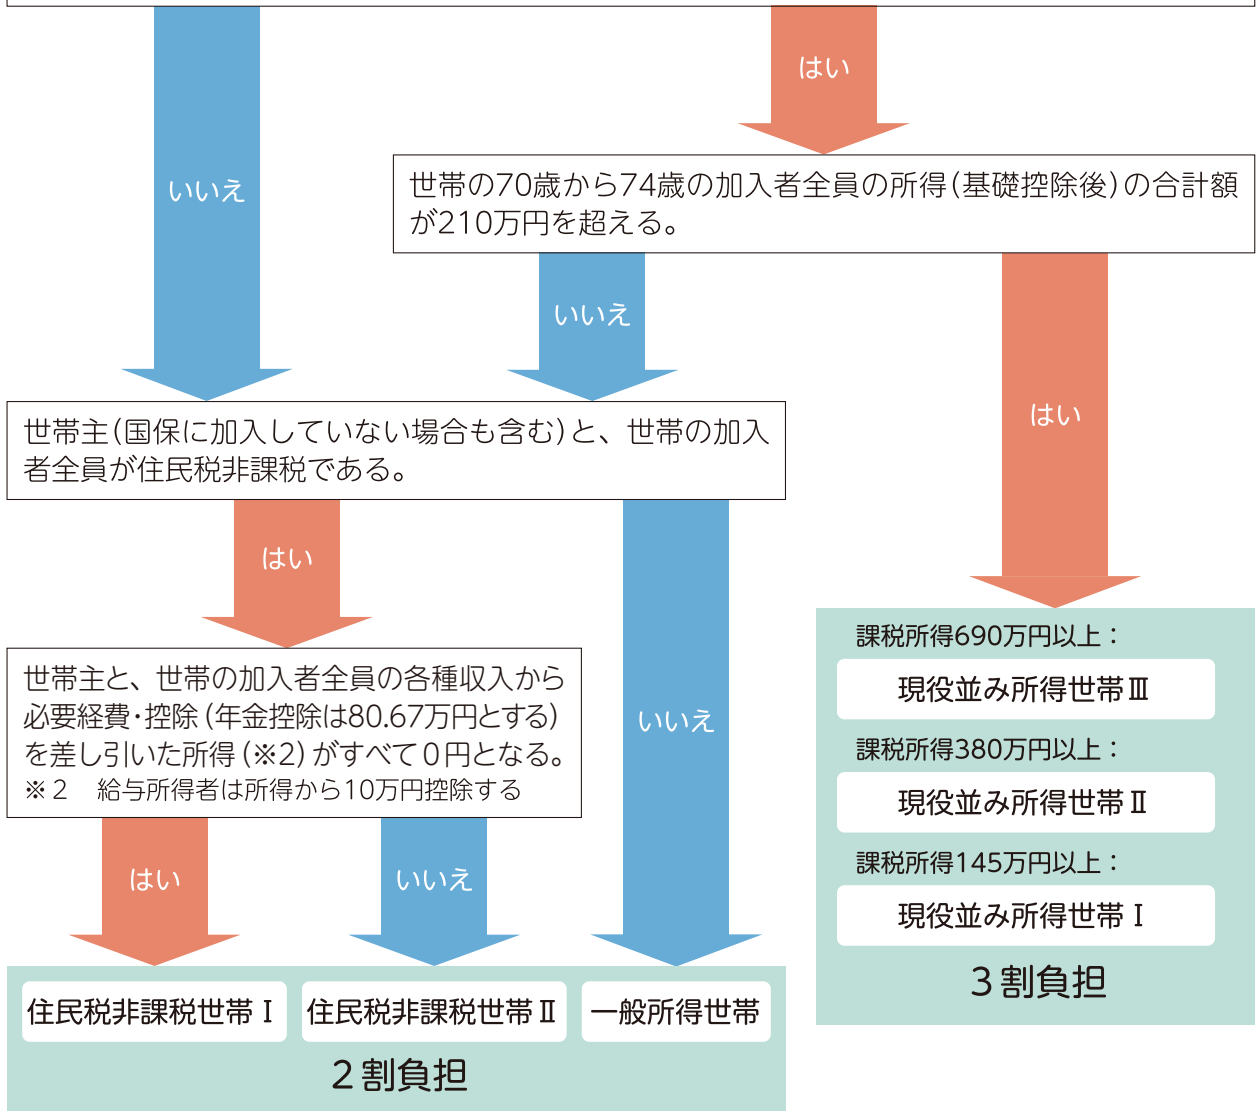 はい
いいえ
世帯の70歳から74歳の加入者全員の所得(基礎控除後)の合計額
が210万円を超える。
いいえ
はい
世帯主(国保に加入していない場合も含む)と、世帯の加入
者全員が住民税非課税である。
はい
いいえ
世帯主と、世帯の加入者全員の各種収入から
必要経費・控除(年金控除は80.67万円とする)
を差し引いた所得(※2)がすべて0円となる。
※2 給与所得者は所得から10万円控除する
はい
いいえ
課税所得690万円以上:
現役並み所得世帯Ⅲ
課税所得380万円以上:
現役並み所得世帯Ⅱ
課税所得145万円以上:
現役並み所得世帯Ⅰ
3割負担
住民税非課税世帯Ⅰ
住民税非課税世帯Ⅱ
一般所得世帯
2割負担